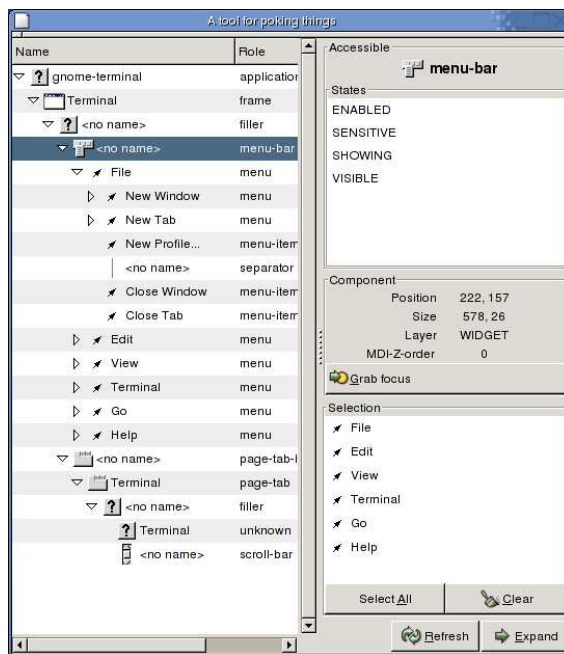 A tool for poking things
Name Role
gnome-terminal application
Terminal frame
<no name> filler
<no name> menu-bar
File menu
New Window menu
New Tab menu
New Profile... menu-item
<no name> separator
Close Window menu-item
Close Tab menu-item
Edit menu
View menu
Terminal menu
Go menu
Help menu
<no name> page-tab-l
Terminal page-tab
<no name> filler
Terminal unknown
<no name> scroll-bar
Accessible
menu-bar
States
ENABLED
SENSITIVE
SHOWING
VISIBLE
Component
Position 222, 157
Size 578, 26
Layer WIDGET
MDI-Z-order 0
Grab focus
Selection
File
Edit
View
Terminal
Go
Help
Select All Clear
Refresh Expand